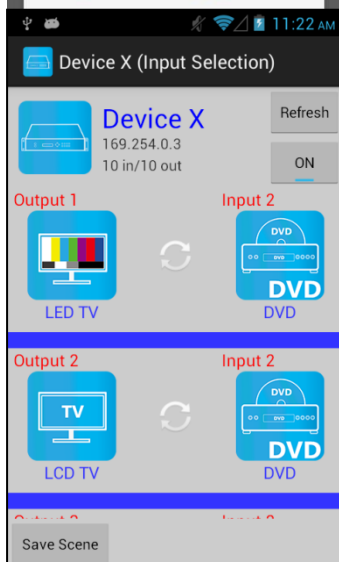 11:22 AM
Device X (Input Selection)
Device X
Refresh
169.254.0.3
10 in/10 out
ON
Output 1
Input 2
DVD
DVD
DVD
LED TV
DVD
Output 2
Input 2
DVD
TV
DVD
DVD
LCD TV
DVD
Save Scene